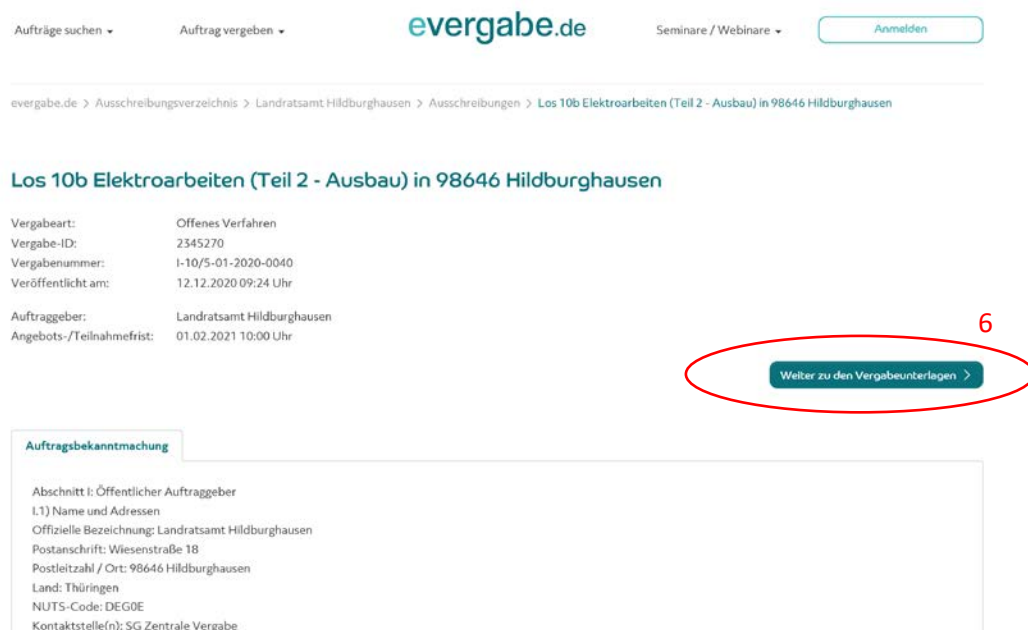 Aufträge suchen
Auftrag vergeben
evergabe.de
Seminare / Webinare
Anmelden
evergabe.de > Ausschreibungsverzeichnis > Landratsamt Hildburghausen > Ausschreibungen > Los 10b Elektroarbeiten (Teil 2 - Ausbau) in 98646 Hildburghausen
Los 10b Elektroarbeiten (Teil 2 - Ausbau) in 98646 Hildburghausen
Vergabeart: Offenes Verfahren
Vergabe-ID: 2345270
Vergabenummer: I-10/5-01-2020-0040
Veröffentlicht am: 12.12.2020 09:24 Uhr
Auftraggeber: Landratsamt Hildburghausen
Angebots-/Teilnahmefrist: 01.02.2021 10:00 Uhr
6
Weiter zu den Vergabeunterlagen >
Auftragsbekanntmachung
Abschnitt I: Öffentlicher Auftraggeber
I.1) Name und Adressen
Offizielle Bezeichnung: Landratsamt Hildburghausen
Postanschrift: Wiesenstraße 18
Postleitzahl / Ort: 98646 Hildburghausen
Land: Thüringen
NUTS-Code: DEG0E
Kontaktstelle(n): SG Zentrale Vergabe